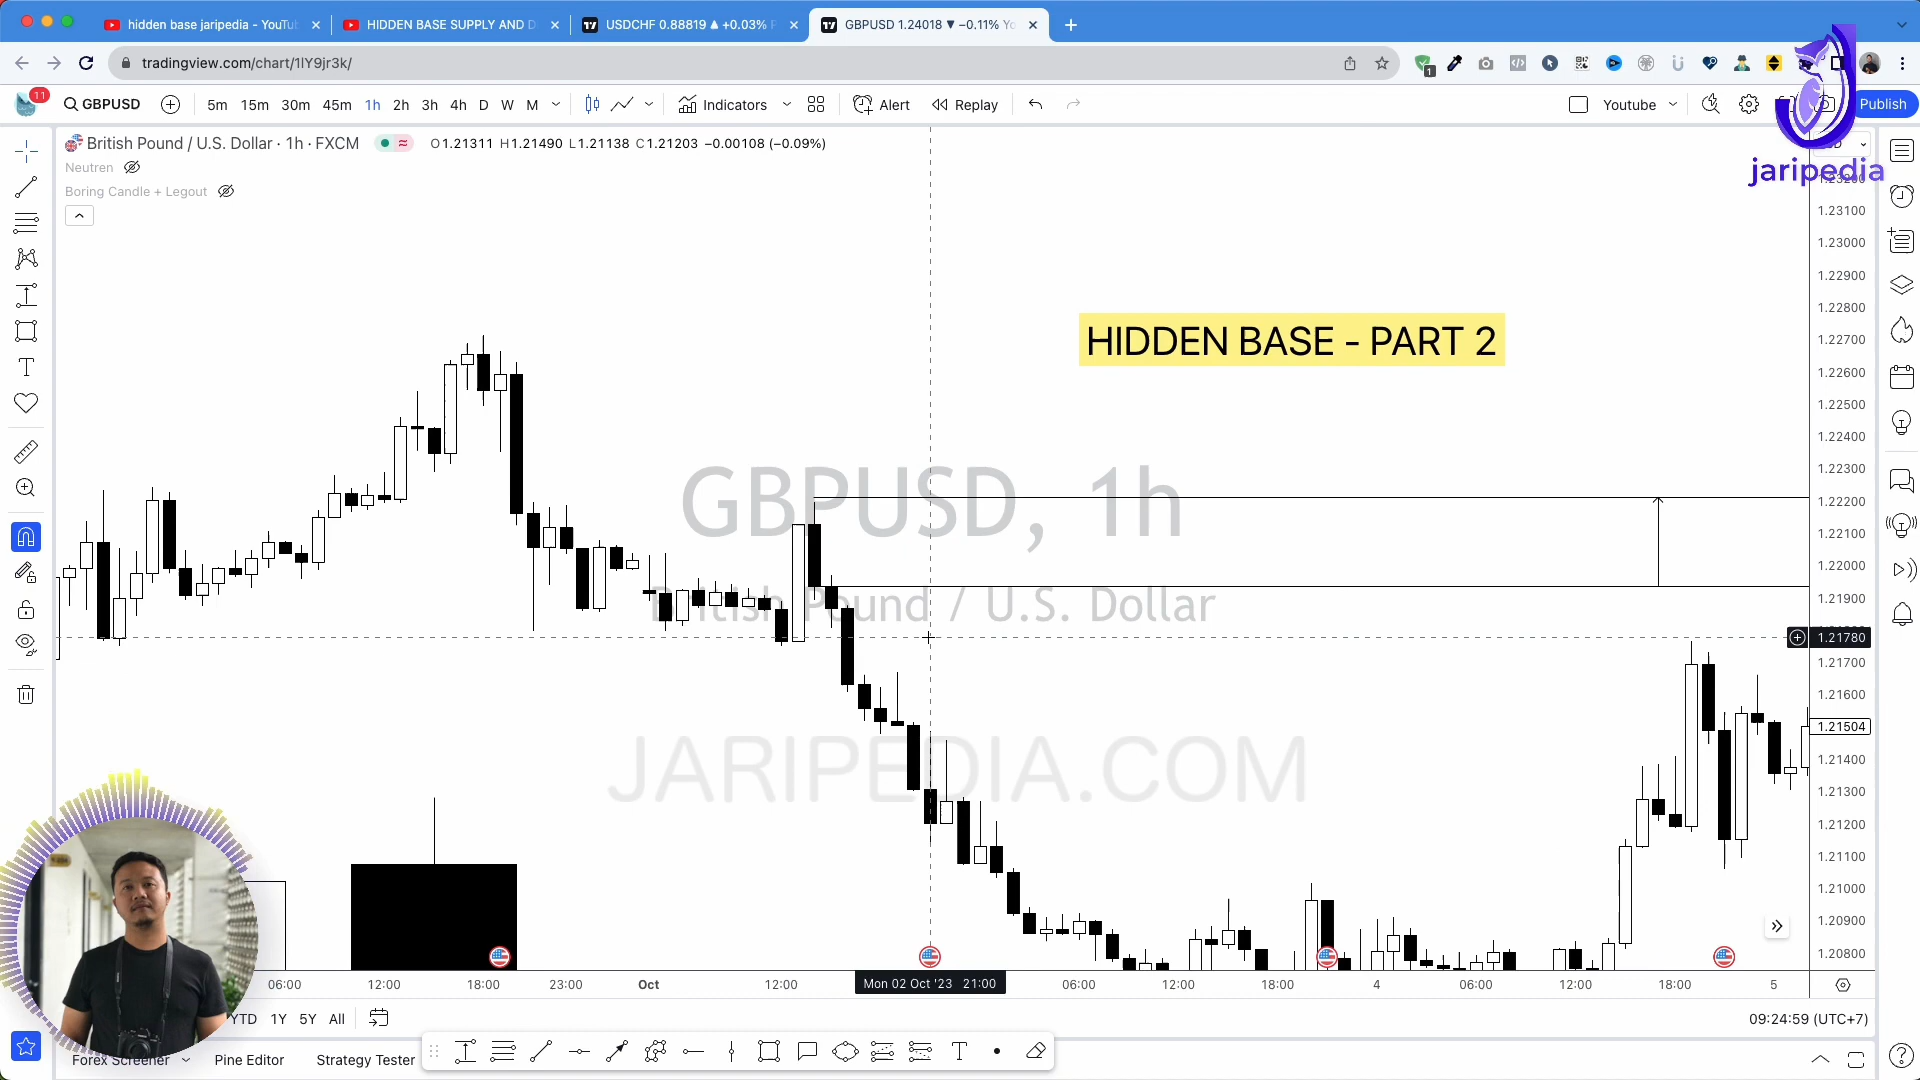 hidden base jaripedia - YouTu
HIDDEN BASE SUPPLY AND D
USDCHF 0.88819 ▲ +0.03%
GBPUSD 1.24018 ▼ −0.11% Yo
tradingview.com/chart/1lY9jr3k/
11
GBPUSD
5m 15m 30m 45m 1h 2h 3h 4h D W M
Indicators
Alert
Replay
Youtube
Publish
British Pound / U.S. Dollar · 1h · FXCM
O1.21311 H1.21490 L1.21138 C1.21203 −0.00108 (−0.09%)
Neutren
Boring Candle + Legout
jaripedia
HIDDEN BASE - PART 2
GBPUSD, 1h
British Pound / U.S. Dollar
JARIPEDIA.COM
1.23100
1.23000
1.22900
1.22800
1.22700
1.22600
1.22500
1.22400
1.22300
1.22200
1.22100
1.22000
1.21900
1.21780
1.21700
1.21600
1.21504
1.21400
1.21300
1.21200
1.21100
1.21000
1.20900
1.20800
06:00 12:00 18:00 23:00 Oct 12:00 Mon 02 Oct '23 21:00 06:00 12:00 18:00 4 06:00 12:00 18:00 5
YTD 1Y 5Y All
09:24:59 (UTC+7)
Forex Screener
Pine Editor
Strategy Tester